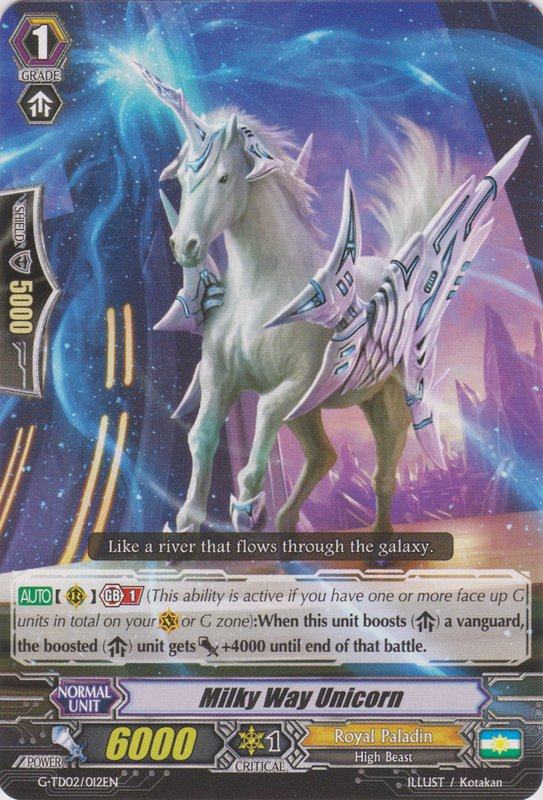 1
GRADE
SHIELD
5000
Like a river that flows through the galaxy.
AUTO【 R 】GB 1 (This ability is active if you have one or more face up G
units in total on your V or G zone):When this unit boosts ( ) a vanguard,
the boosted ( ) unit gets +4000 until end of that battle.
NORMAL
UNIT
Milky Way Unicorn
POWER
6000
1
CRITICAL
Royal Paladin
High Beast
G-TD02/012EN
ILLUST / Kotakan